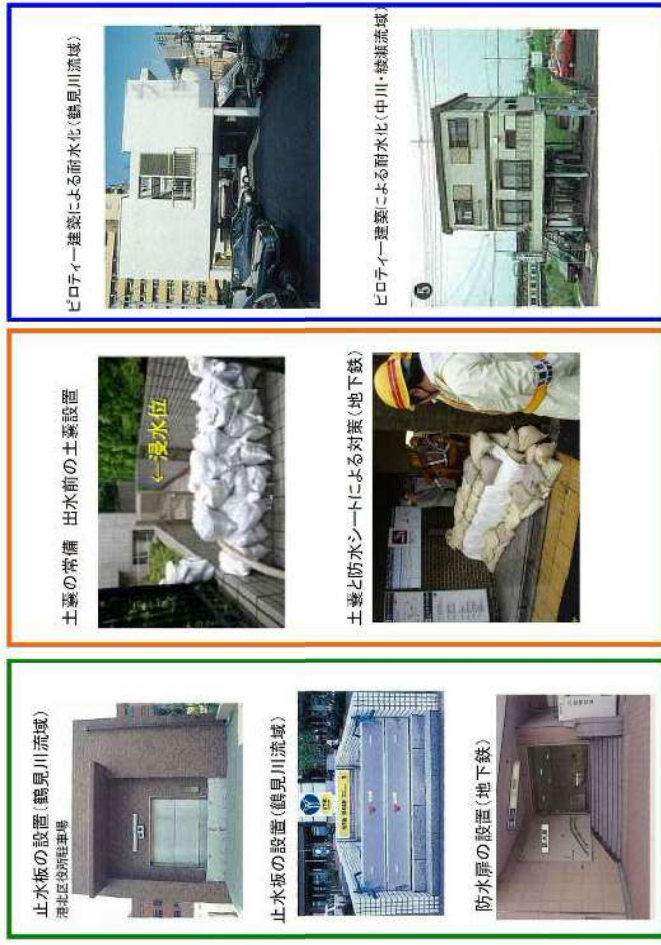 止水板の設置(鶴見川流域)
港北区役所駐車場
止水板の設置(鶴見川流域)
防水扉の設置(地下鉄)
土嚢の常備 出水前の土嚢設置
←浸水位
土嚢と防水シートによる対策(地下鉄)
ピロティー建築による耐水化(鶴見川流域)
ピロティー建築による耐水化(中川・綾瀬流域)
5